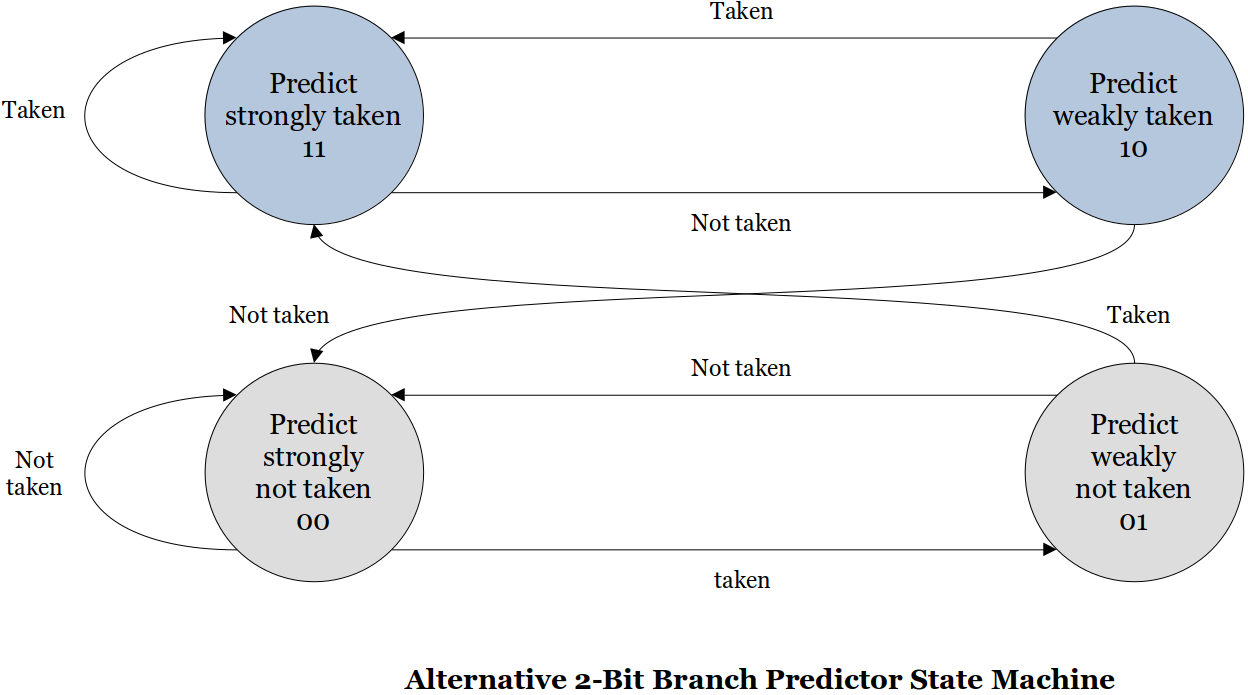 Taken
Predict
strongly taken
11
Predict
weakly taken
10
Taken
Not taken
Not taken
Taken
Not taken
Predict
strongly
not taken
00
Predict
weakly
not taken
01
Not
taken
taken
Alternative 2-Bit Branch Predictor State Machine